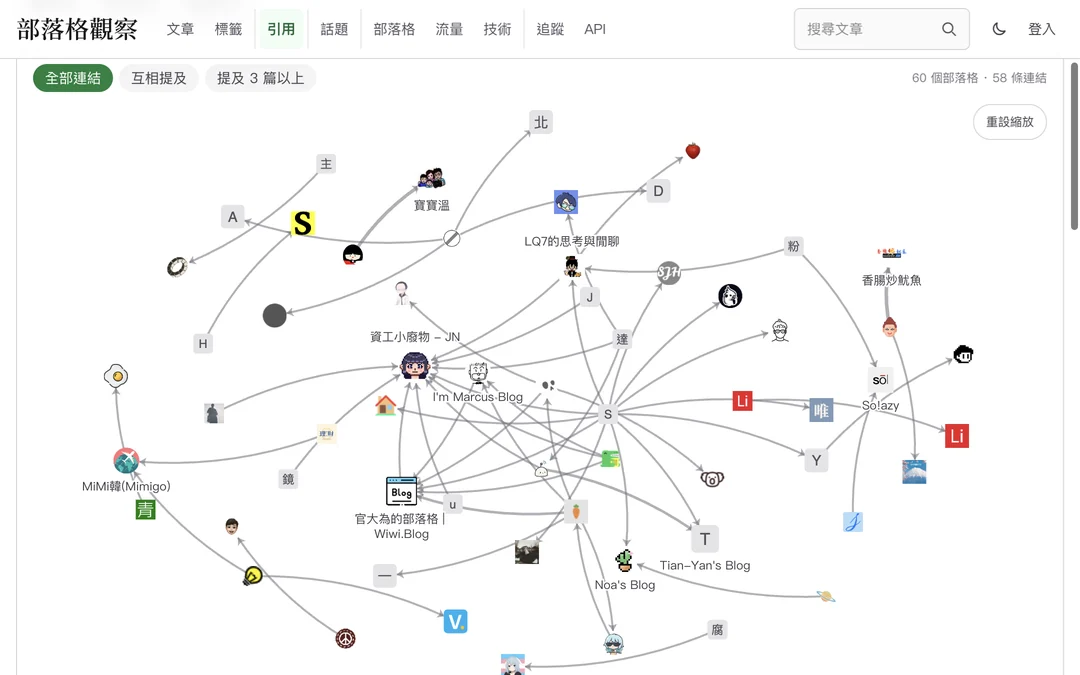 部落格觀察
文章 標籤 引用 話題 部落格 流量 技術 追蹤 API
搜尋文章
登入
全部連結 互相提及 提及 3 篇以上
60 個部落格 · 58 條連結
重設縮放
北
主
寶寶溫
D
A
S
LQ7的思考與閒聊
粉
SJH
香腸炒魷魚
J
H
資工小廢物 – JN
達
sō!
So!azy
I'm Marcus Blog
Li
唯
S
理財
Li
Y
MiMi韓(Mimigo)
鏡
Blog
u
青
官大為的部落格 |
Wiwi.Blog
T
Tian-Yan's Blog
一
Noa's Blog
V.
腐